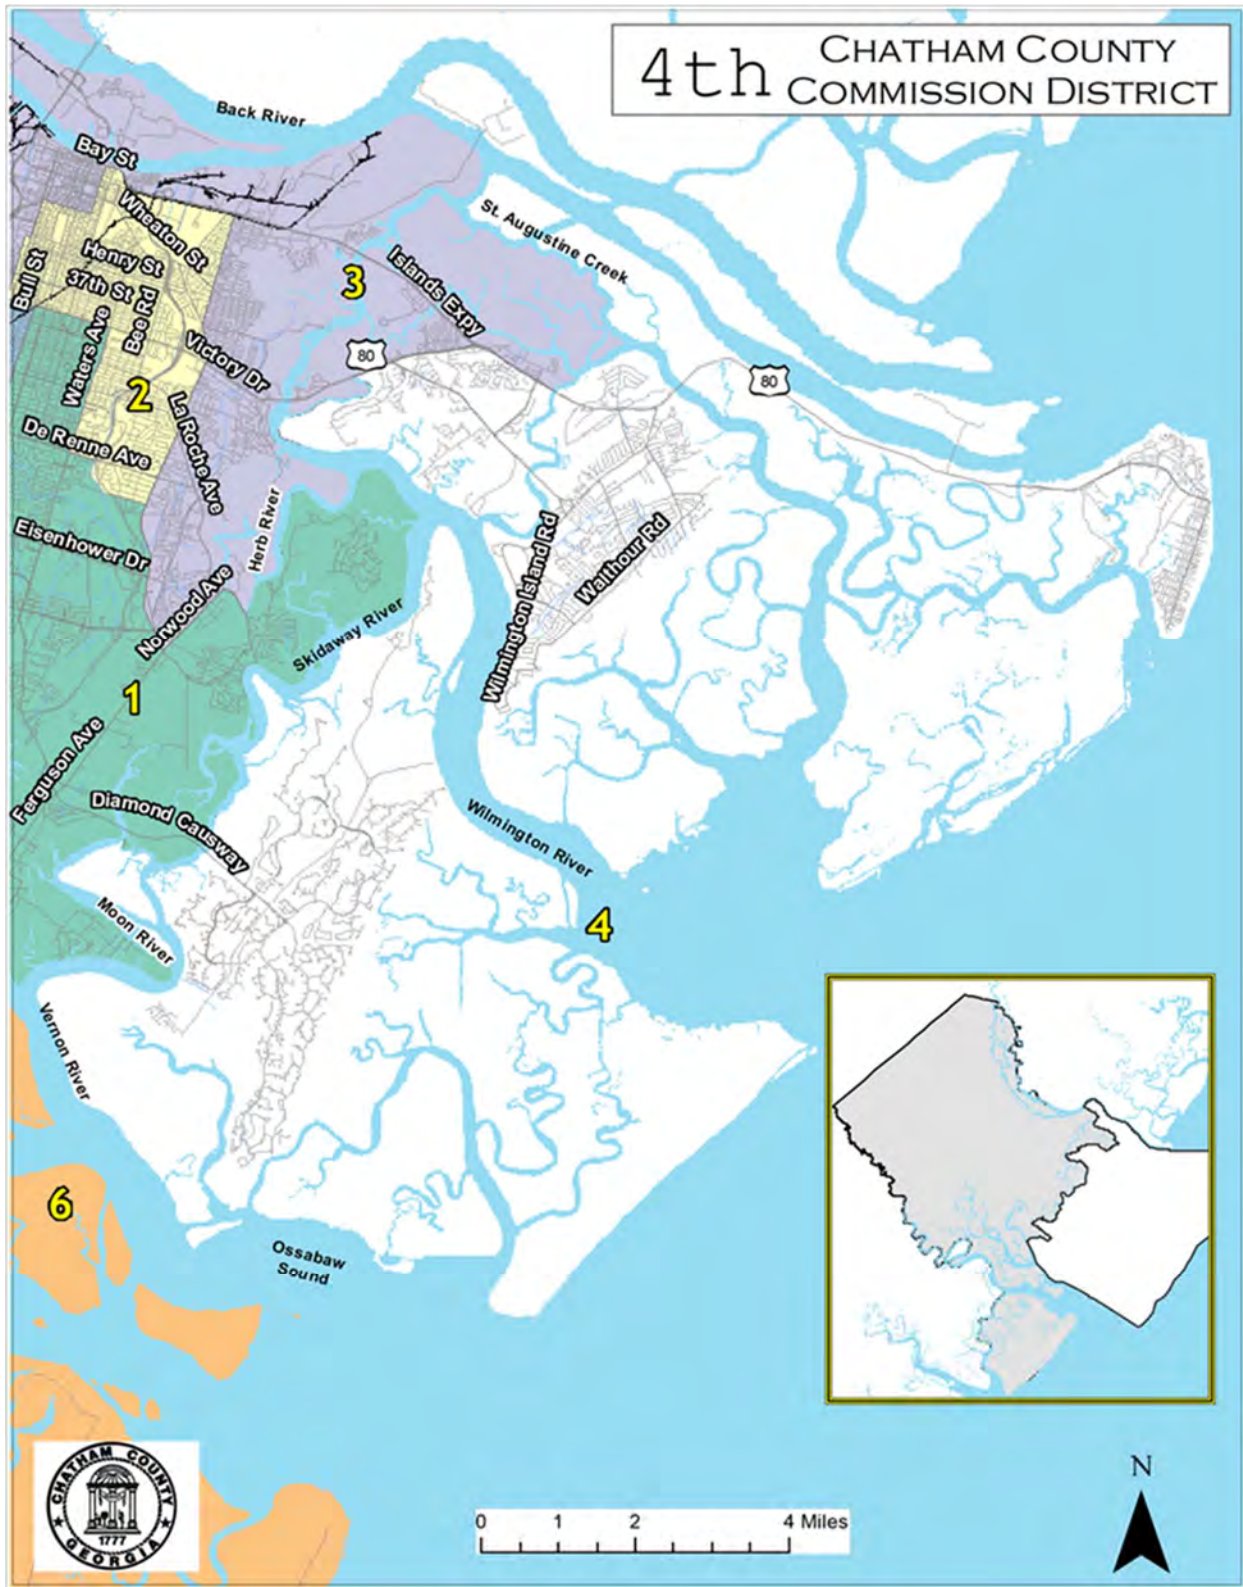 4th
CHATHAM COUNTY
COMMISSION DISTRICT
Back River
Bay St
Wheaton St
St. Augustine Creek
Henry St
Islands Expy
3
Bull St
37th St
Bee Rd
Waters Ave
Victory Dr
80
80
2
La Roche Ave
De Renne Ave
Herb River
Eisenhower Dr
Wilmington Island Rd
Walthour Rd
Norwood Ave
Skidaway River
1
Ferguson Ave
Diamond Causway
Wilmington River
Moon River
4
Vernon River
6
Ossabaw
Sound
CHATHAM COUNTY
1777
GEORGIA
0 1 2 4 Miles
N